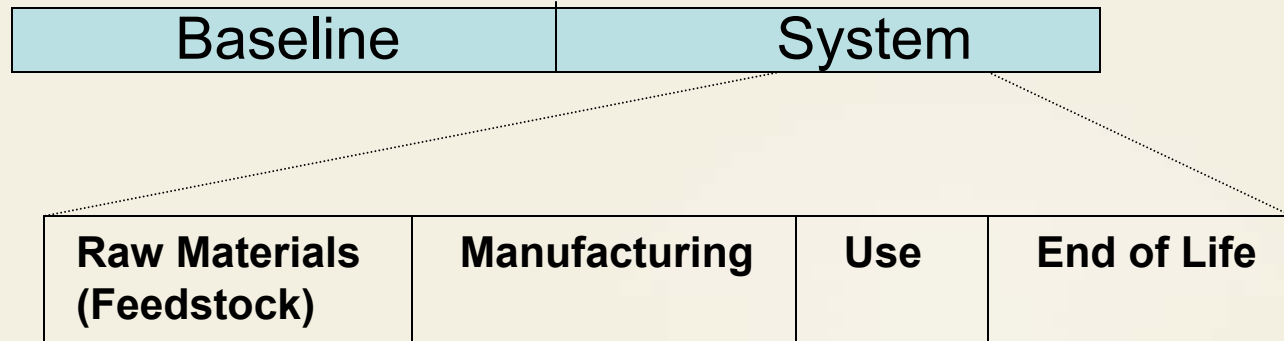 Baseline System
Raw Materials Manufacturing Use End of Life
(Feedstock)